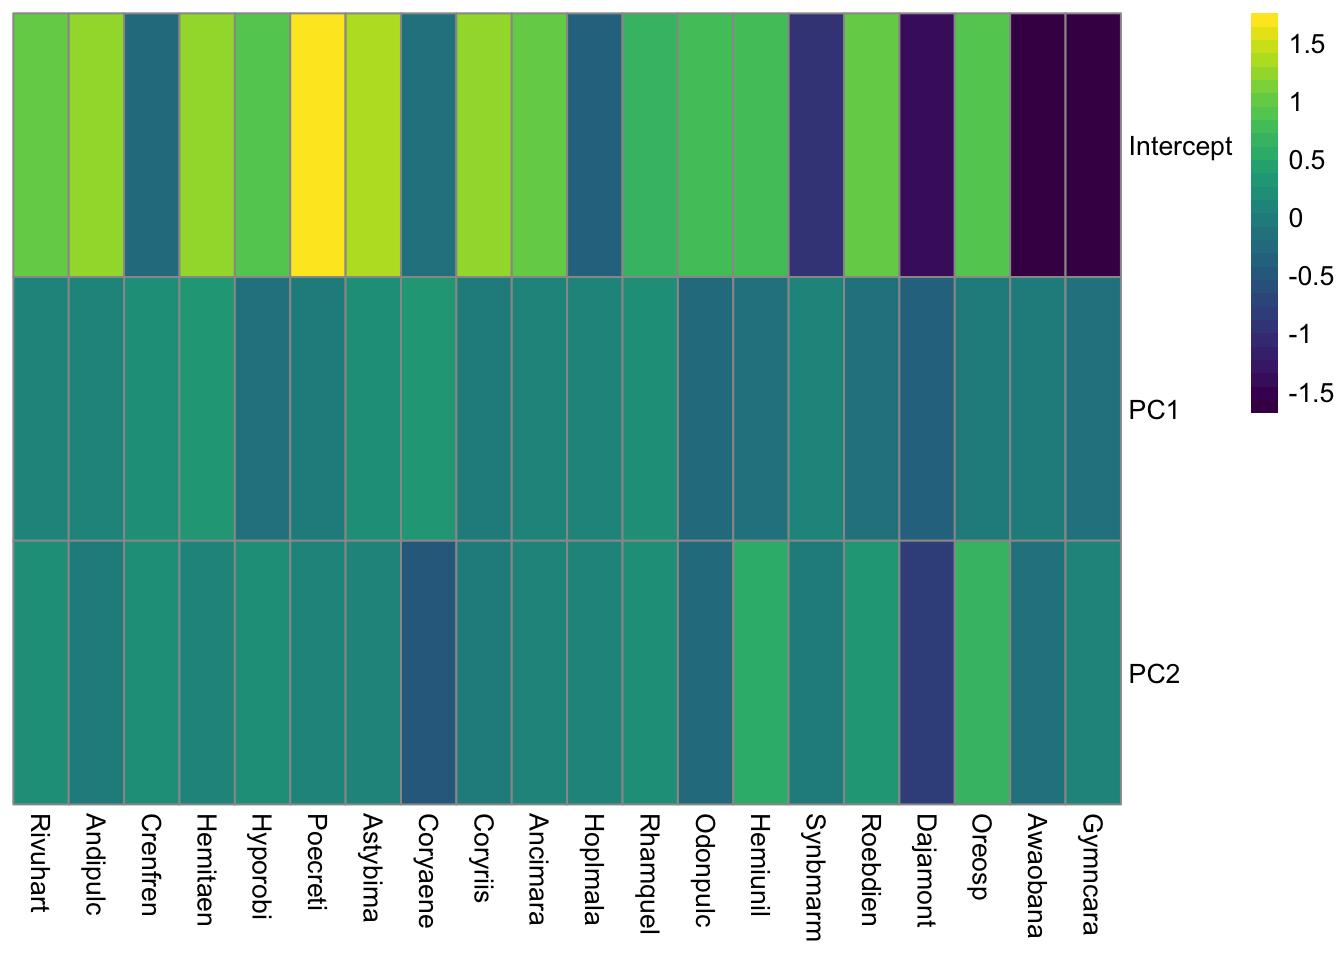 1.5
1
0.5
0
-0.5
-1
-1.5
Intercept
PC1
PC2
Rivuhart
Andipulc
Crenfren
Hemitaen
Hyporobi
Poecreti
Astybima
Coryaene
Coryriis
Ancimara
Hoplmala
Rhamquel
Odonpulc
Hemiunil
Synbmarm
Roebdien
Dajamont
Oreosp
Awaobana
Gymncara